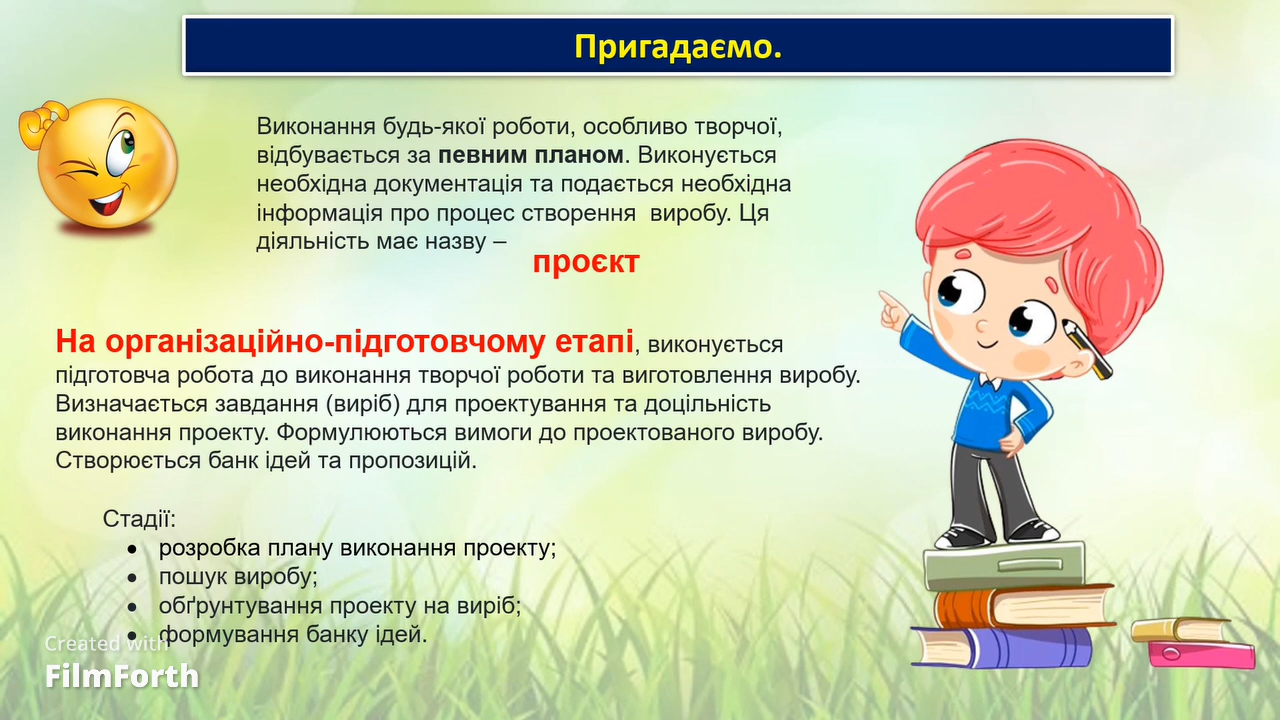 Пригадаємо.
Виконання будь-якої роботи, особливо творчої,
відбувається за певним планом. Виконується
необхідна документація та подається необхідна
інформація про процес створення виробу. Ця
діяльність має назву –
проєкт
На організаційно-підготовчому етапі, виконується
підготовча робота до виконання творчої роботи та виготовлення виробу.
Визначається завдання (виріб) для проектування та доцільність
виконання проекту. Формулюються вимоги до проектованого виробу.
Створюється банк ідей та пропозицій.
Стадії:
• розробка плану виконання проекту;
• пошук виробу;
• обґрунтування проекту на виріб;
• формування банку ідей.
Created with
FilmForth